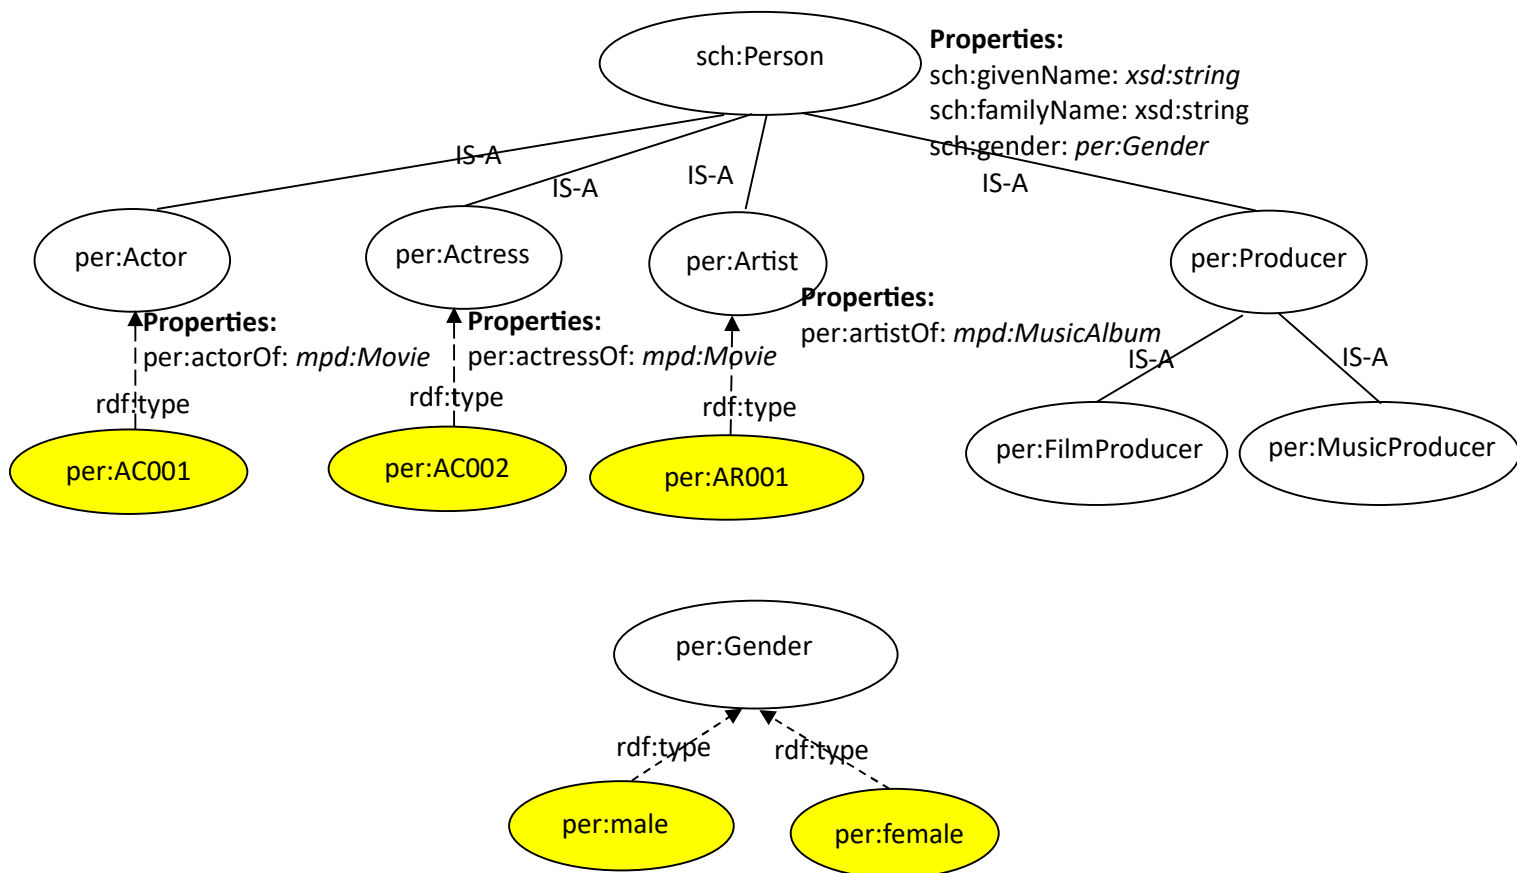 sch:Person
Properties:
sch:givenName: xsd:string
sch:familyName: xsd:string
sch:gender: per:Gender
IS-A
IS-A
IS-A
IS-A
per:Actor
per:Actress
per:Artist
per:Producer
Properties:
per:actorOf: mpd:Movie
Properties:
per:actressOf: mpd:Movie
Properties:
per:artistOf: mpd:MusicAlbum
IS-A
IS-A
rdf:type
rdf:type
rdf:type
per:AC001
per:AC002
per:AR001
per:FilmProducer
per:MusicProducer
per:Gender
rdf:type
rdf:type
per:male
per:female